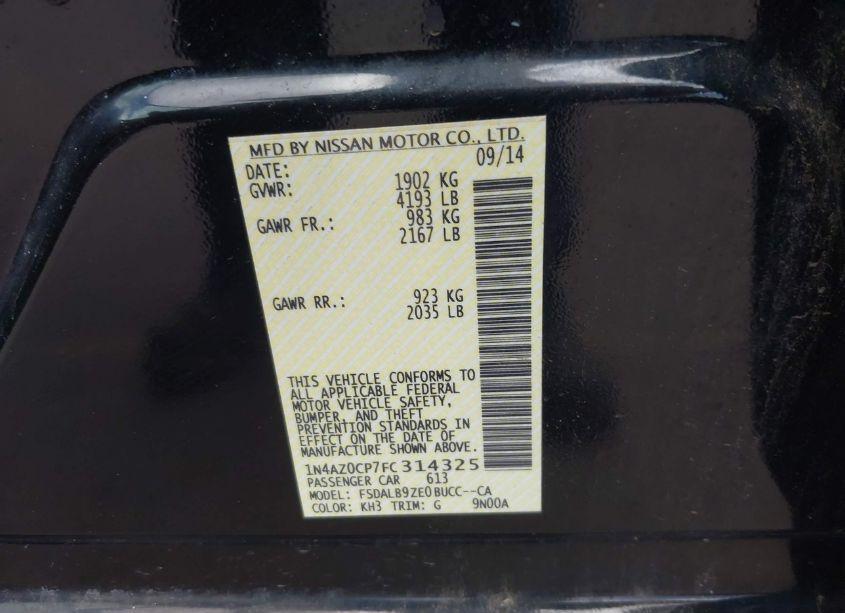 MFD BY NISSAN MOTOR CO., LTD.
DATE: 09/14
GVWR: 1902 KG
4193 LB
GAWR FR.: 983 KG
2167 LB
GAWR RR.: 923 KG
2035 LB
THIS VEHICLE CONFORMS TO
ALL APPLICABLE FEDERAL
MOTOR VEHICLE SAFETY,
BUMPER, AND THEFT
PREVENTION STANDARDS IN
EFFECT ON THE DATE OF
MANUFACTURE SHOWN ABOVE.
1N4AZ0CP7FC314325
PASSENGER CAR 613
MODEL: FSDALB9ZE0BUCC--CA
COLOR: KH3 TRIM: G 9N00A